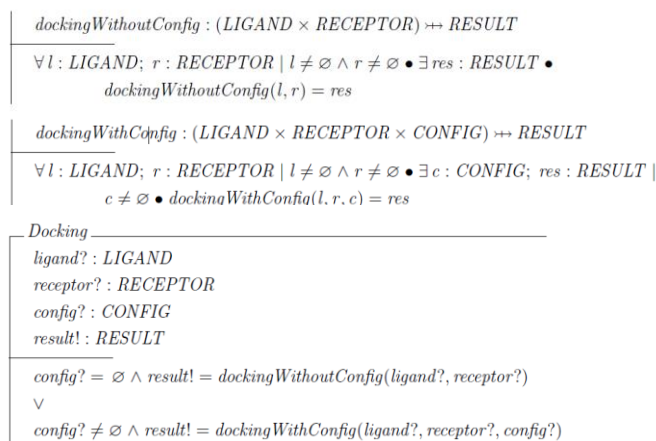 dockingWithoutConfig : (LIGAND × RECEPTOR) ⤖ RESULT
∀ l : LIGAND; r : RECEPTOR | l ≠ ∅ ∧ r ≠ ∅ • ∃ res : RESULT •
dockingWithoutConfig(l, r) = res
dockingWithConfig : (LIGAND × RECEPTOR × CONFIG) ⤖ RESULT
∀ l : LIGAND; r : RECEPTOR | l ≠ ∅ ∧ r ≠ ∅ • ∃ c : CONFIG; res : RESULT |
c ≠ ∅ • dockingWithConfig(l, r, c) = res
Docking
ligand? : LIGAND
receptor? : RECEPTOR
config? : CONFIG
result! : RESULT
config? = ∅ ∧ result! = dockingWithoutConfig(ligand?, receptor?)
∨
config? ≠ ∅ ∧ result! = dockingWithConfig(ligand?, receptor?, config?)